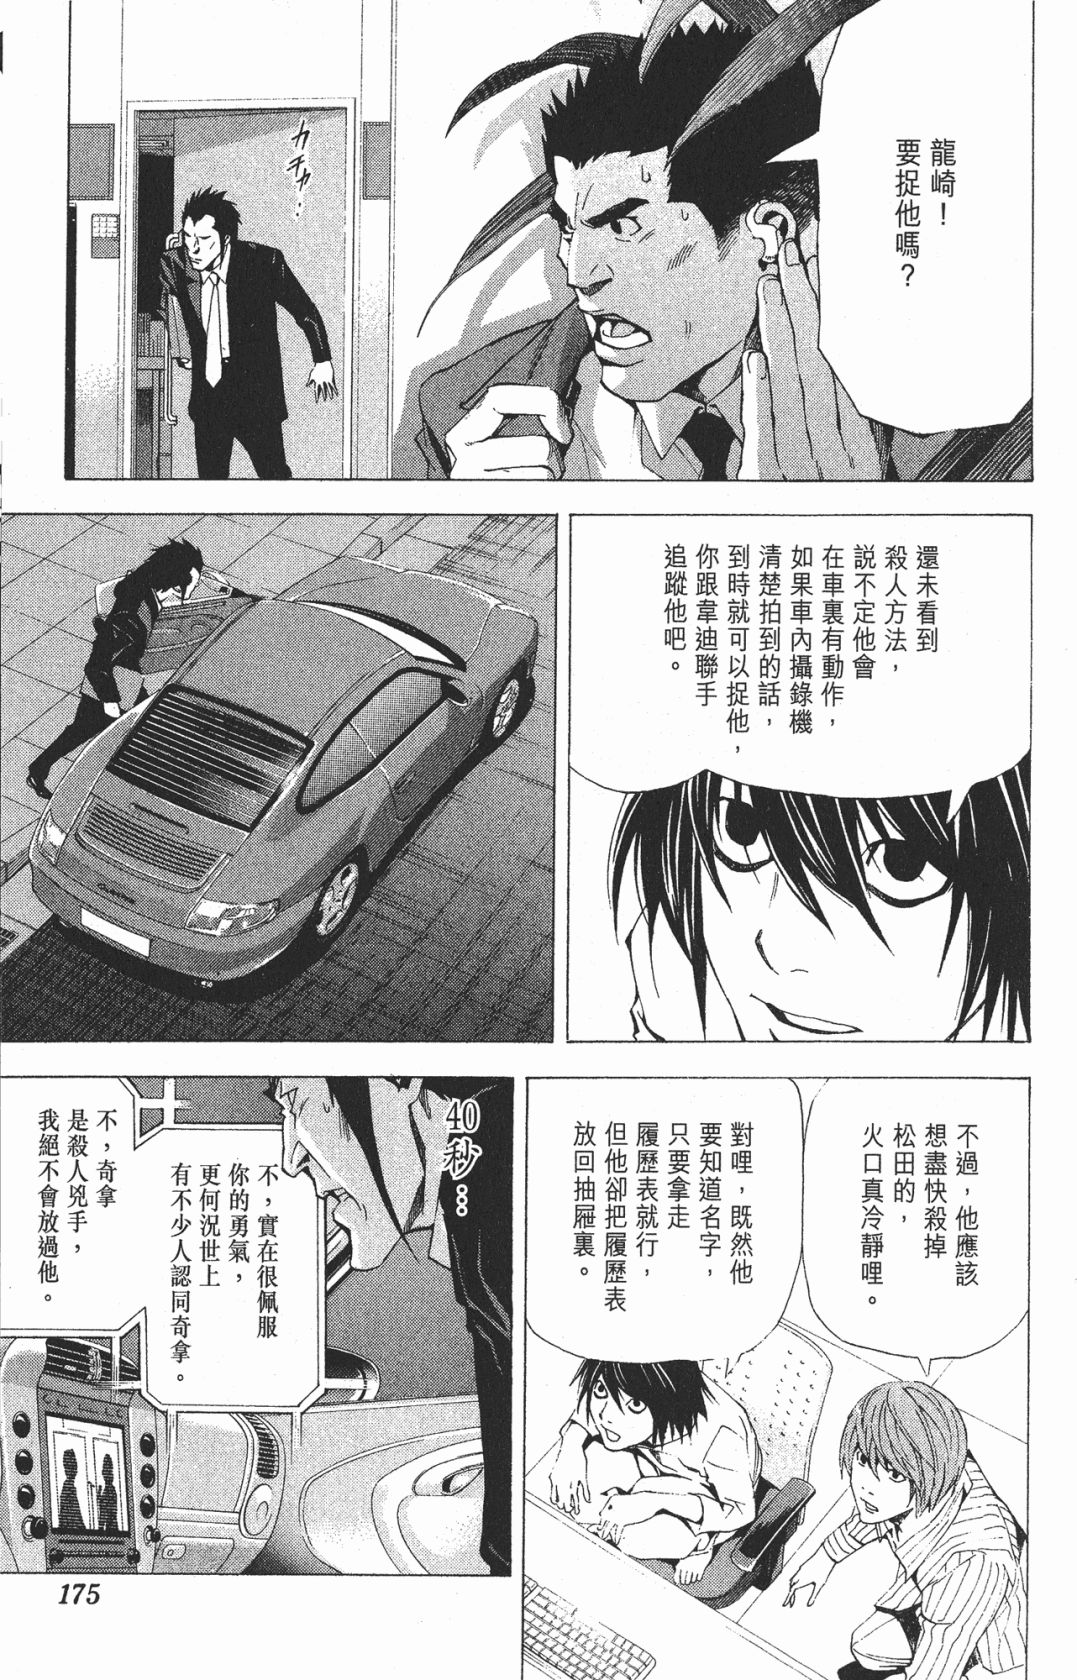 龍崎！
要捉他嗎？
カチャ．
還未看到
殺人方法，
說不定他會
在車裏有動作，
如果車內攝錄機
清楚拍到的話，
到時就可以捉他，
你跟韋迪聯手
追蹤他吧。
不過，他應該
想盡快殺掉
松田的，
火口真冷靜哩。
對哩，既然他
要知道名字，
只要拿走
履歷表就行，
但他卻把履歷表
放回抽屜裏。
40秒…
不，實在很佩服
你的勇氣，
更何況世上
有不少人認同奇拿。
不，奇拿
是殺人兇手，
我絕不會放過他。
175